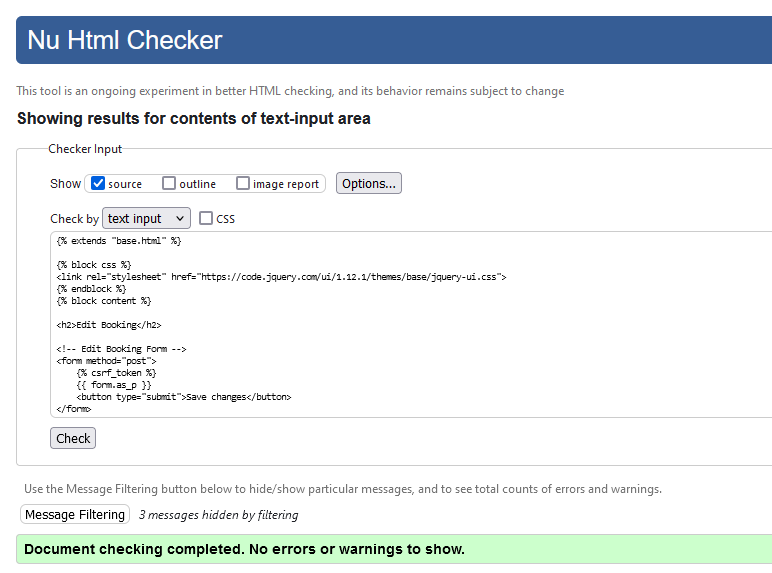 Nu Html Checker
This tool is an ongoing experiment in better HTML checking, and its behavior remains subject to change
Showing results for contents of text-input area
Checker Input
Show source outline image report Options...
Check by text input CSS
{% extends "base.html" %}
{% block css %}
<link rel="stylesheet" href="https://code.jquery.com/ui/1.12.1/themes/base/jquery-ui.css">
{% endblock %}
{% block content %}
<h2>Edit Booking</h2>
<!-- Edit Booking Form -->
<form method="post">
{% csrf_token %}
{{ form.as_p }}
<button type="submit">Save changes</button>
</form>
Check
Use the Message Filtering button below to hide/show particular messages, and to see total counts of errors and warnings.
Message Filtering 3 messages hidden by filtering
Document checking completed. No errors or warnings to show.